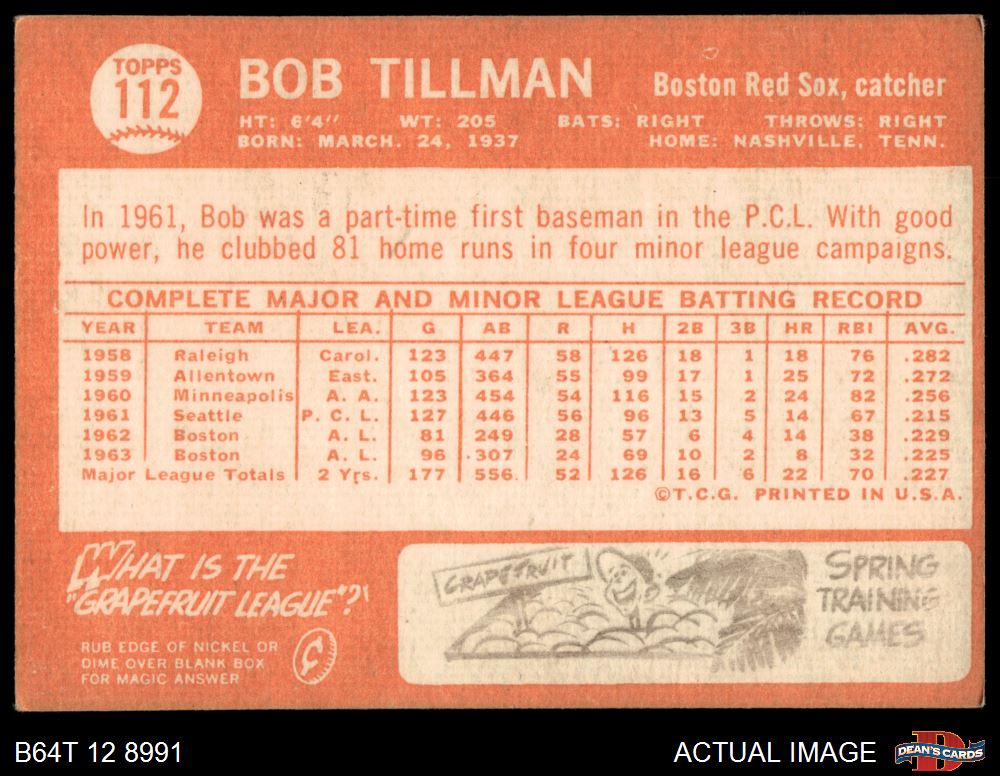 TOPPS
112
BOB TILLMAN
Boston Red Sox, catcher
HT: 6'4" WT: 205 BATS: RIGHT THROWS: RIGHT
BORN: MARCH. 24, 1937 HOME: NASHVILLE, TENN.
In 1961, Bob was a part-time first baseman in the P.C.L. With good
power, he clubbed 81 home runs in four minor league campaigns.
COMPLETE MAJOR AND MINOR LEAGUE BATTING RECORD
YEAR TEAM LEA. G AB R H 2B 3B HR RBI AVG.
1958 Raleigh Carol. 123 447 58 126 18 1 18 76 .282
1959 Allentown East. 105 364 55 99 17 1 25 72 .272
1960 Minneapolis A. A. 123 454 54 116 15 2 24 82 .256
1961 Seattle P. C. L. 127 446 56 96 13 5 14 67 .215
1962 Boston A. L. 81 249 28 57 6 4 14 38 .229
1963 Boston A. L. 96 307 24 69 10 2 8 32 .225
Major League Totals 2 Yrs. 177 556 52 126 16 6 22 70 .227
©T.C.G. PRINTED IN U.S.A.
WHAT IS THE
"GRAPEFRUIT LEAGUE"?
RUB EDGE OF NICKEL OR
DIME OVER BLANK BOX
FOR MAGIC ANSWER
¢
GRAPEFRUIT
SPRING
TRAINING
GAMES
B64T 12 8991
ACTUAL IMAGE
D
DEAN'S CARDS